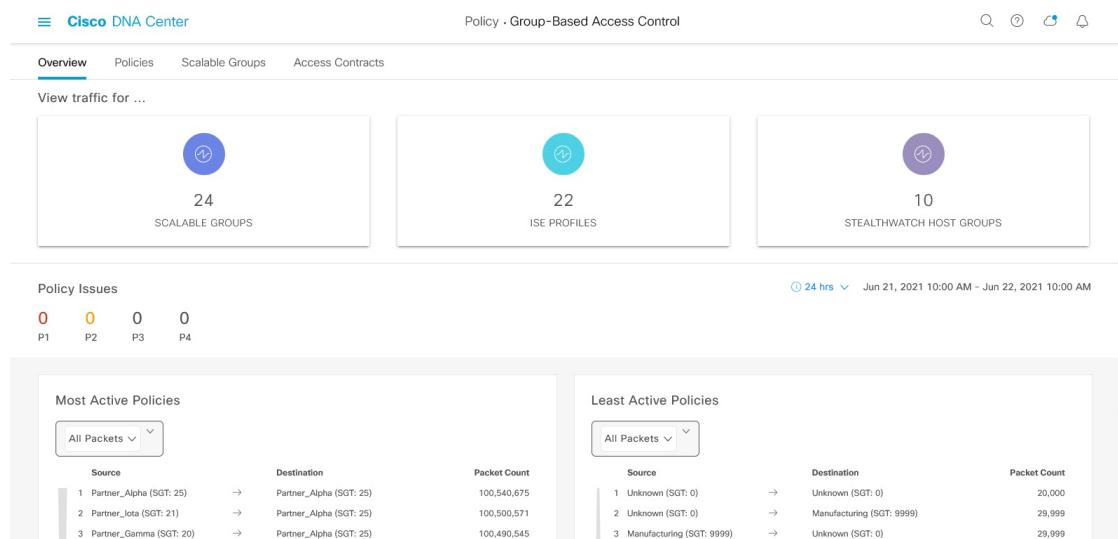 Cisco DNA Center
Policy • Group-Based Access Control
Overview Policies Scalable Groups Access Contracts
View traffic for ...
24
SCALABLE GROUPS
22
ISE PROFILES
10
STEALTHWATCH HOST GROUPS
Policy Issues
24 hrs Jun 21, 2021 10:00 AM - Jun 22, 2021 10:00 AM
0 0 0 0
P1 P2 P3 P4
Most Active Policies
All Packets
Source Destination Packet Count
1 Partner_Alpha (SGT: 25) → Partner_Alpha (SGT: 25) 100,540,675
2 Partner_Iota (SGT: 21) → Partner_Alpha (SGT: 25) 100,500,571
3 Partner_Gamma (SGT: 20) → Partner_Alpha (SGT: 25) 100,490,545
Least Active Policies
All Packets
Source Destination Packet Count
1 Unknown (SGT: 0) → Unknown (SGT: 0) 20,000
2 Unknown (SGT: 0) → Manufacturing (SGT: 9999) 29,999
3 Manufacturing (SGT: 9999) → Unknown (SGT: 0) 29,999